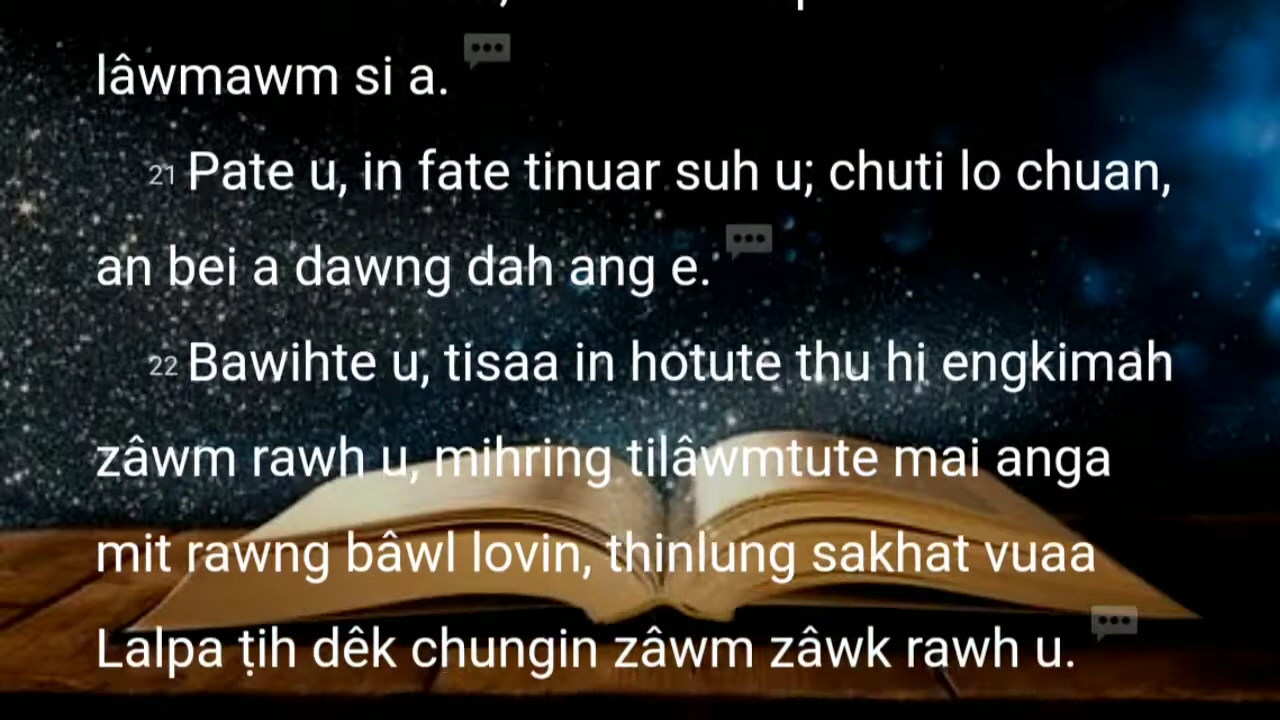 lâwmawm si a.
21 Pate u, in fate tinuar suh u; chuti lo chuan,
an bei a dawng dah ang e.
22 Bawihte u, tisaa in hotute thu hi engkimah
zâwm rawh u, mihring tilâwmtute mai anga
mit rawng bâwl lovin, thinlung sakhat vuaa
Lalpa ṭih dêk chungin zâwm zâwk rawh u.